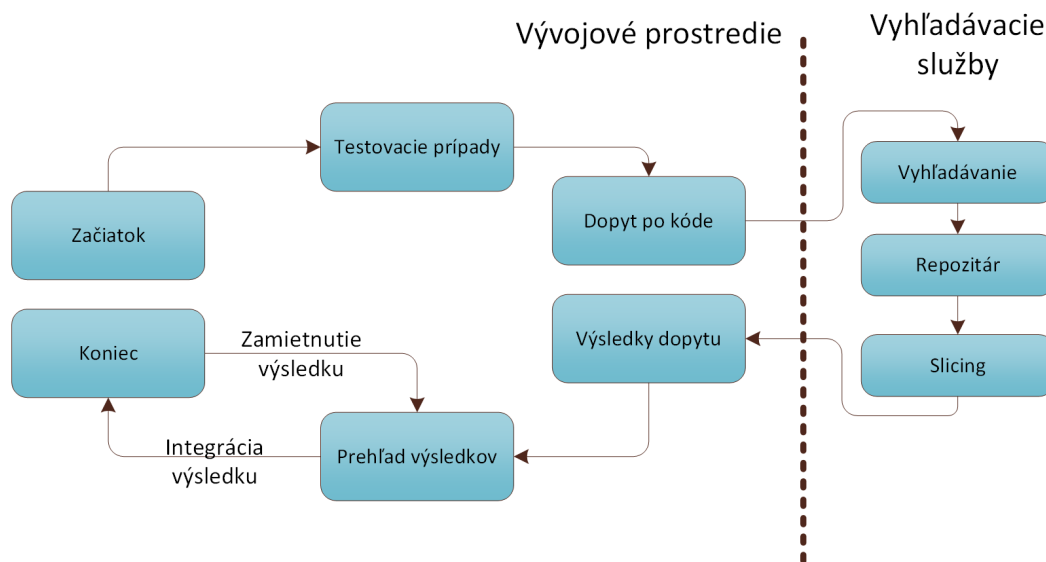 Vývojové prostredie
Vyhľadávacie
služby
Testovacie prípady
Vyhľadávanie
Začiatok
Dopyt po kóde
Repozitár
Koniec
Zamietnutie
výsledku
Výsledky dopytu
Slicing
Integrácia
výsledku
Prehľad výsledkov